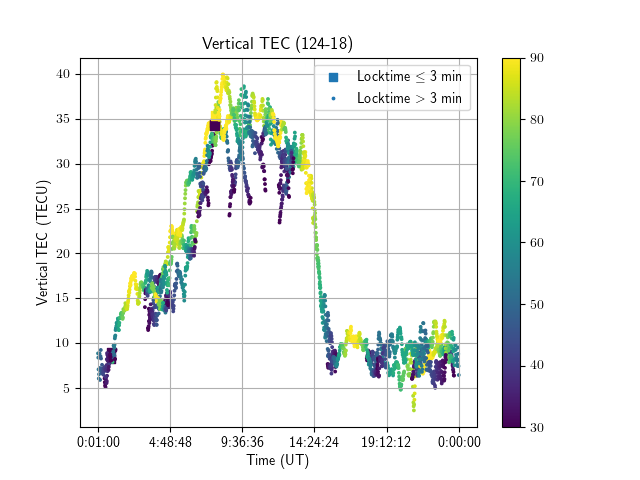 Vertical TEC (124-18)
Locktime ≤ 3 min
Locktime > 3 min
Vertical TEC (TECU)
40
35
30
25
20
15
10
5
0:01:00 4:48:48 9:36:36 14:24:24 19:12:12 0:00:00
Time (UT)
90
80
70
60
50
40
30